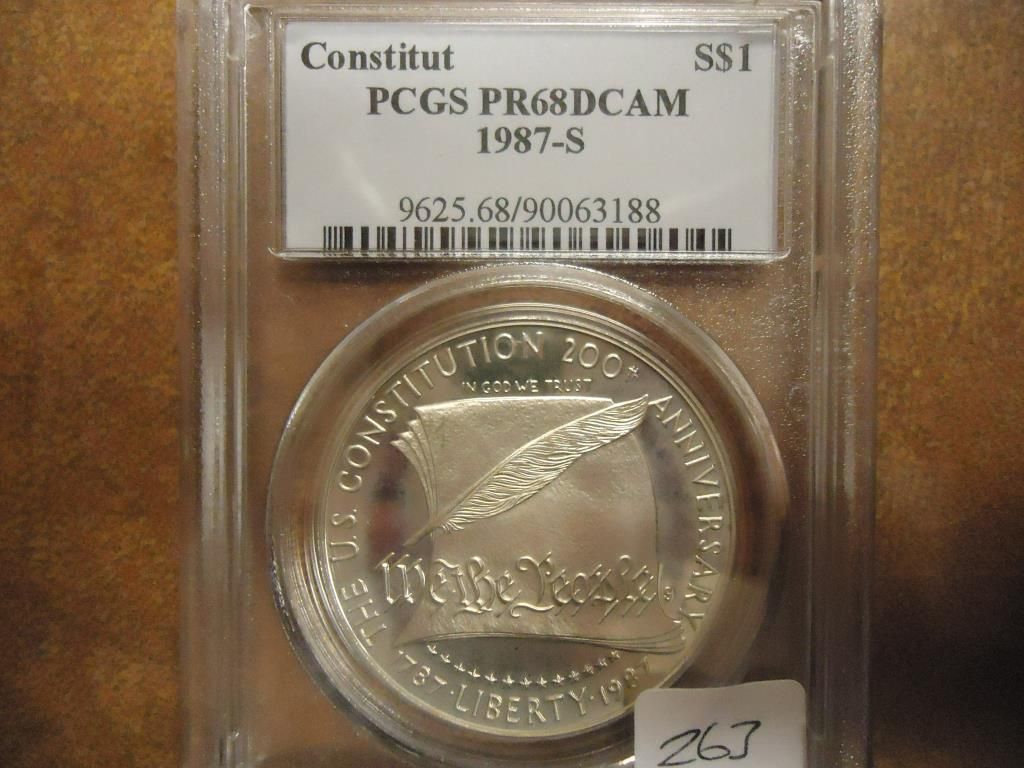 Constitut S$1
PCGS PR68DCAM
1987-S
9625.68/90063188
THE U.S. CONSTITUTION 200TH ANNIVERSARY
IN GOD WE TRUST
We the People
S
1787 · LIBERTY · 1987
263